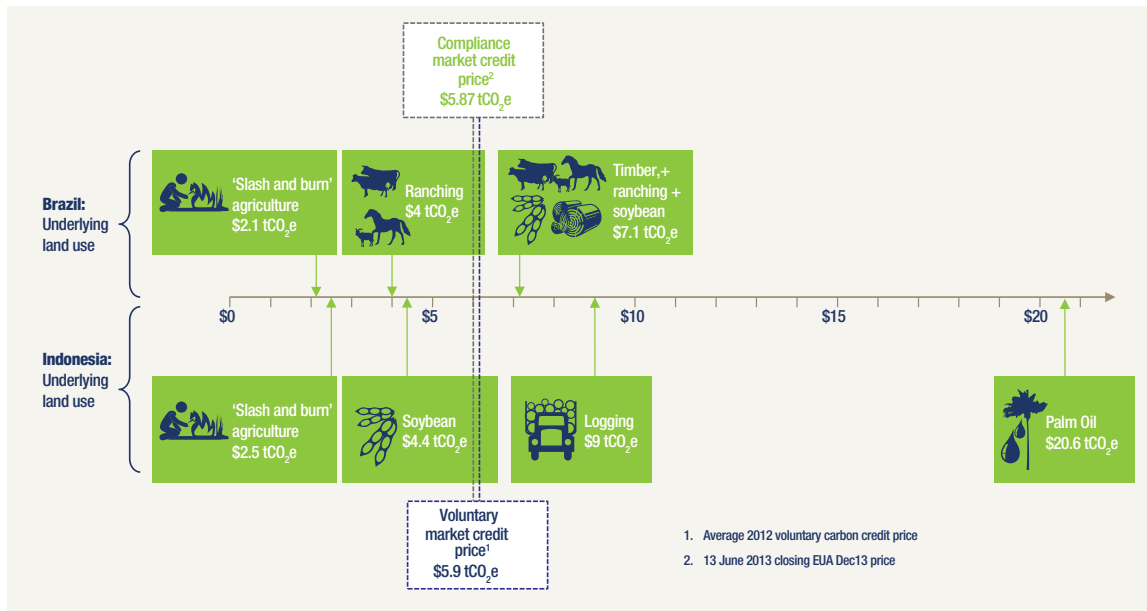 Compliance
market credit
price²
$5.87 tCO₂e
Brazil:
Underlying
land use
'Slash and burn'
agriculture
$2.1 tCO₂e
Ranching
$4 tCO₂e
Timber,+
ranching +
soybean
$7.1 tCO₂e
$0
$5
$10
$15
$20
Indonesia:
Underlying
land use
'Slash and burn'
agriculture
$2.5 tCO₂e
Soybean
$4.4 tCO₂e
Logging
$9 tCO₂e
Palm Oil
$20.6 tCO₂e
Voluntary
market credit
price¹
$5.9 tCO₂e
1. Average 2012 voluntary carbon credit price
2. 13 June 2013 closing EUA Dec13 price